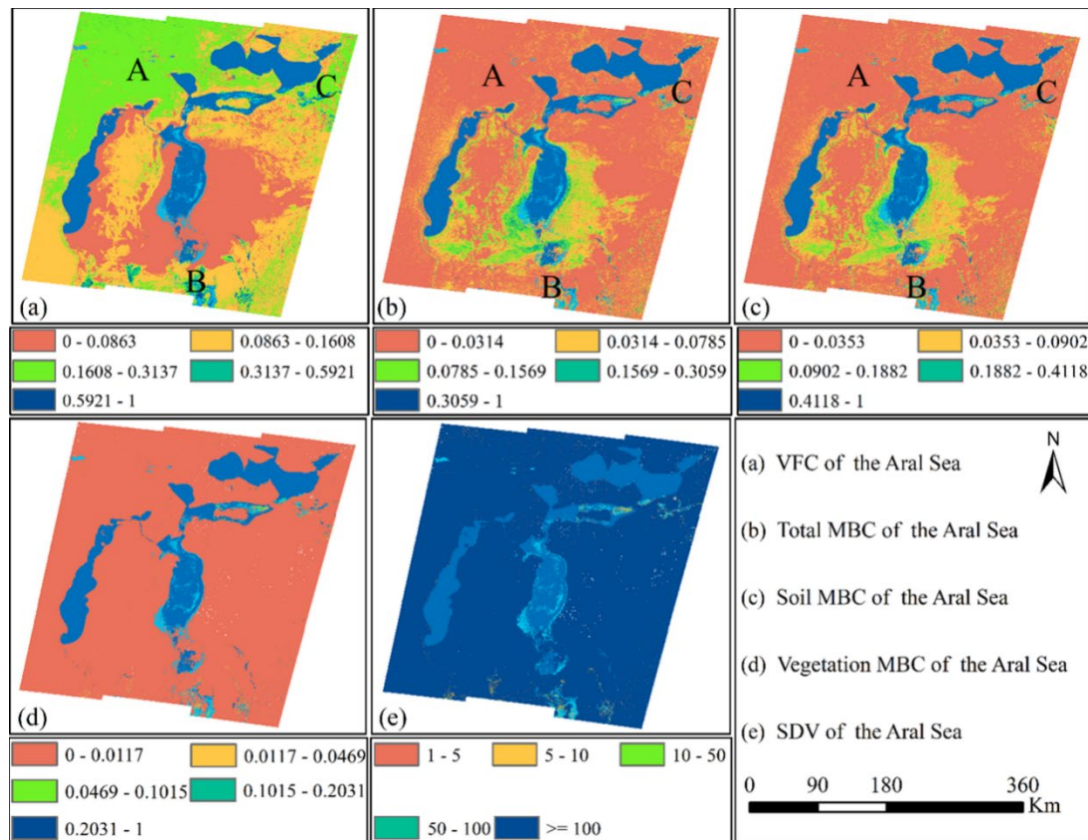 A
C
B
(a)
A
C
B
(b)
A
C
B
(c)
0 - 0.0863
0.0863 - 0.1608
0.1608 - 0.3137
0.3137 - 0.5921
0.5921 - 1
0 - 0.0314
0.0314 - 0.0785
0.0785 - 0.1569
0.1569 - 0.3059
0.3059 - 1
0 - 0.0353
0.0353 - 0.0902
0.0902 - 0.1882
0.1882 - 0.4118
0.4118 - 1
(d)
(e)
0 - 0.0117
0.0117 - 0.0469
0.0469 - 0.1015
0.1015 - 0.2031
0.2031 - 1
1 - 5
5 - 10
10 - 50
50 - 100
>= 100
N
(a) VFC of the Aral Sea
(b) Total MBC of the Aral Sea
(c) Soil MBC of the Aral Sea
(d) Vegetation MBC of the Aral Sea
(e) SDV of the Aral Sea
0 90 180 360
Km